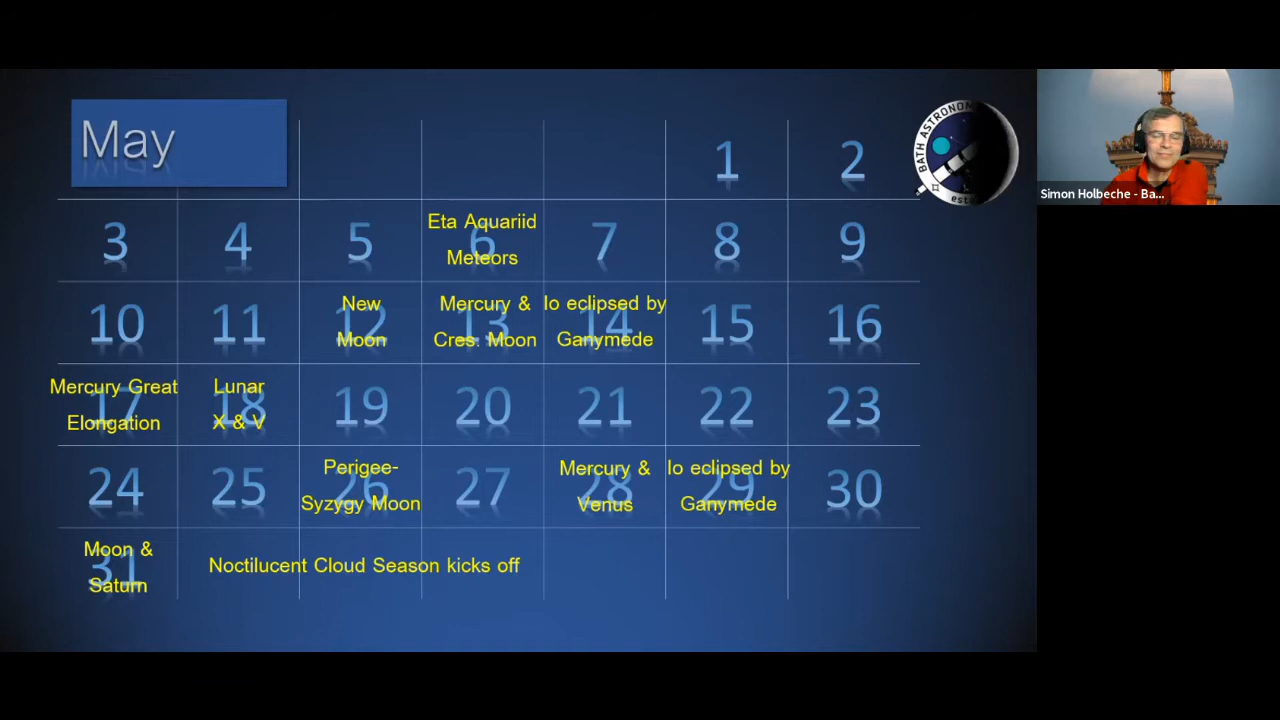 May
1
2
BATH ASTRONOM
est
Simon Holbeche - Ba...
3
4
5
Eta Aquariid
6
Meteors
7
8
9
10
11
New
12
Moon
Mercury &
13
Cres. Moon
Io eclipsed by
14
Ganymede
15
16
Mercury Great
17
Elongation
Lunar
18
X & V
19
20
21
22
23
24
25
Perigee-
26
Syzygy Moon
27
Mercury &
28
Venus
Io eclipsed by
29
Ganymede
30
Moon &
31
Saturn
Noctilucent Cloud Season kicks off